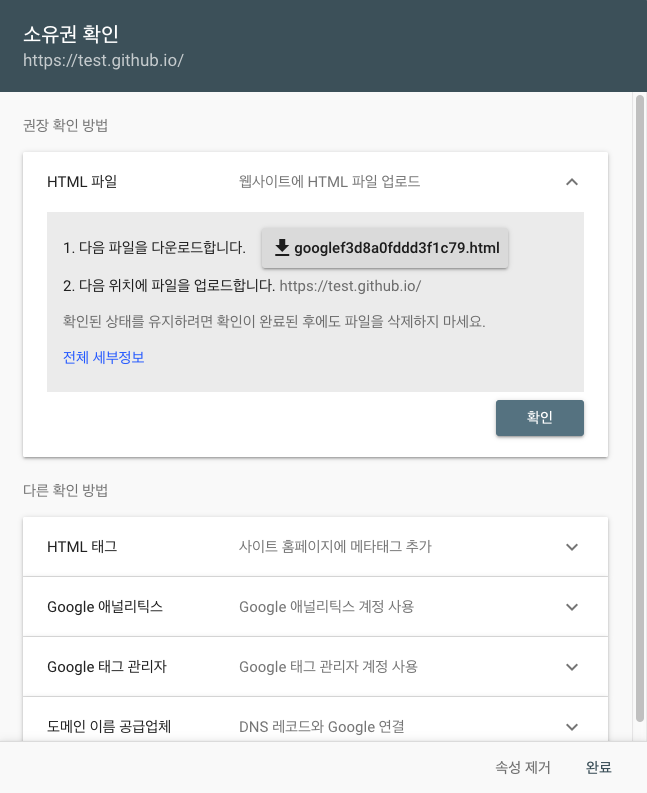 소유권 확인
https://test.github.io/
권장 확인 방법
HTML 파일 웹사이트에 HTML 파일 업로드
1. 다음 파일을 다운로드합니다. googlef3d8a0fddd3f1c79.html
2. 다음 위치에 파일을 업로드합니다. https://test.github.io/
확인된 상태를 유지하려면 확인이 완료된 후에도 파일을 삭제하지 마세요.
전체 세부정보
확인
다른 확인 방법
HTML 태그 사이트 홈페이지에 메타태그 추가
Google 애널리틱스 Google 애널리틱스 계정 사용
Google 태그 관리자 Google 태그 관리자 계정 사용
도메인 이름 공급업체 DNS 레코드와 Google 연결
속성 제거 완료